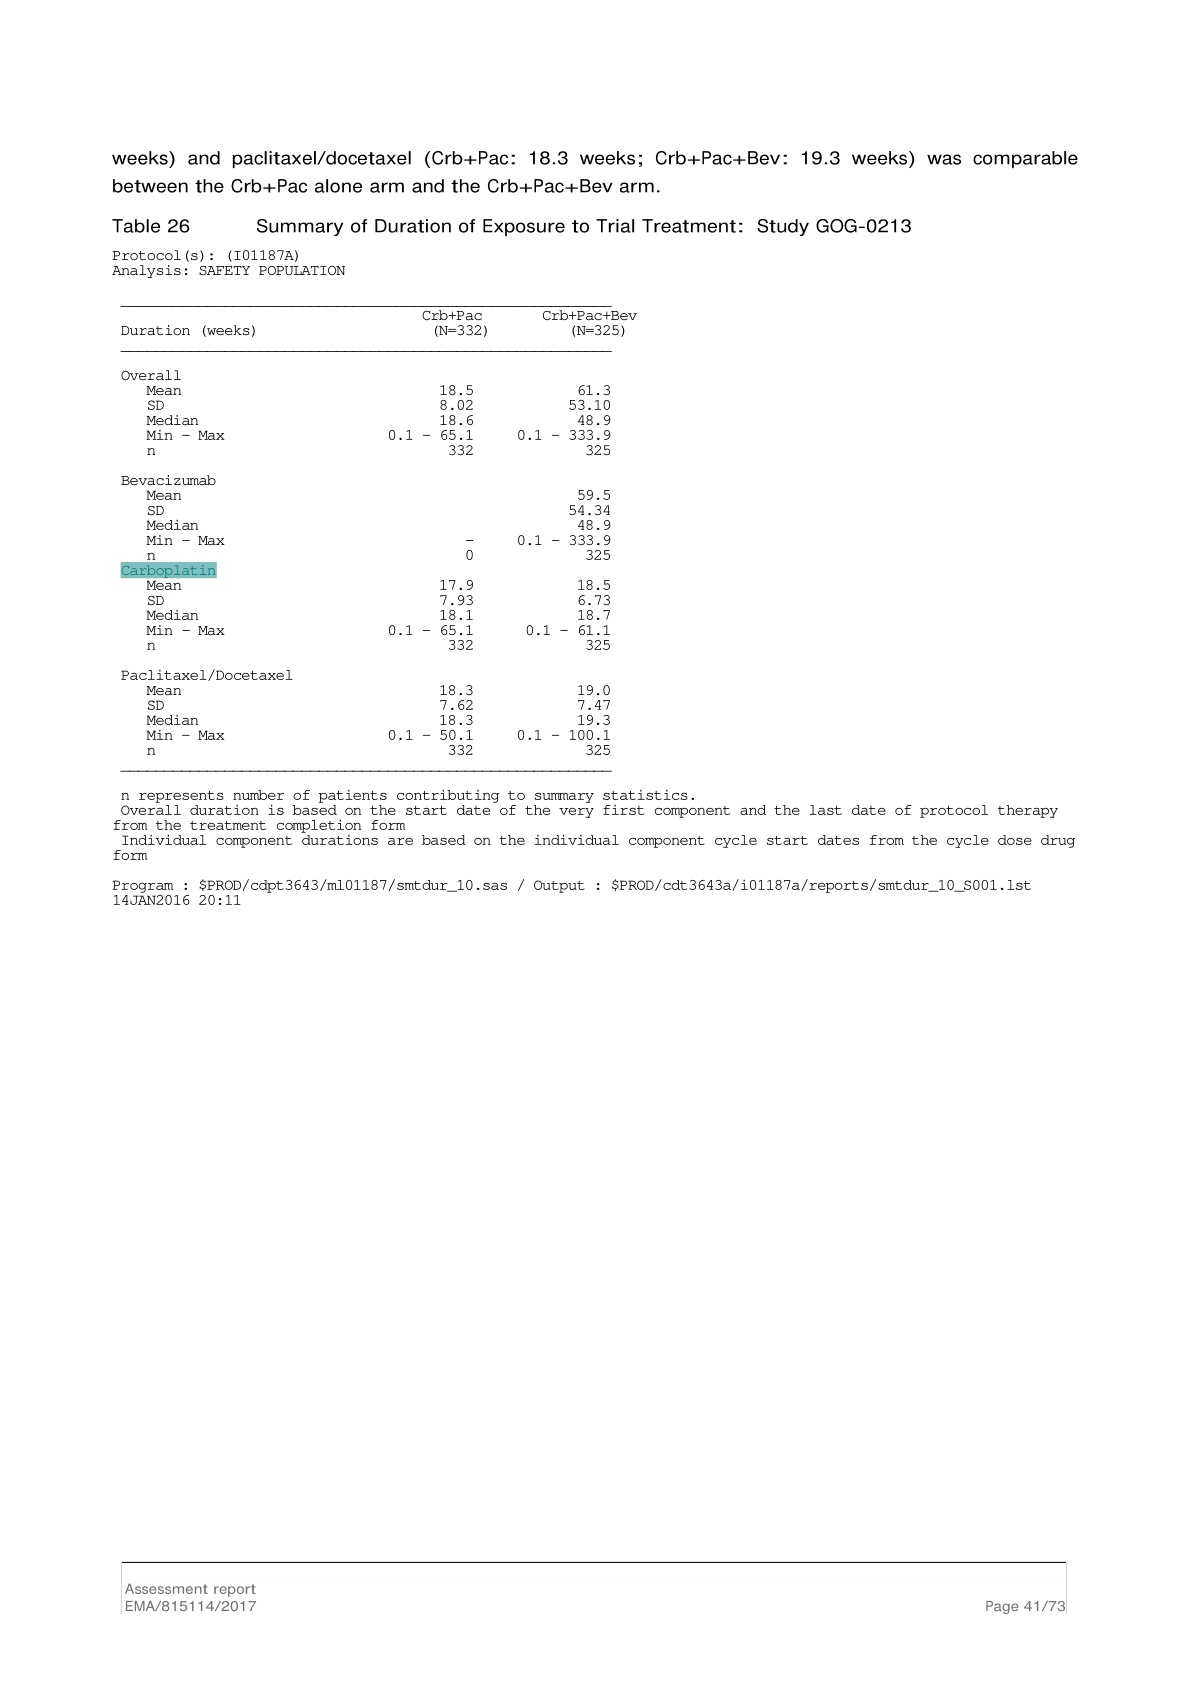 weeks) and paclitaxel/docetaxel (Crb+Pac: 18.3 weeks; Crb+Pac+Bev: 19.3 weeks) was comparable
between the Crb+Pac alone arm and the Crb+Pac+Bev arm.
Table 26 Summary of Duration of Exposure to Trial Treatment: Study GOG-0213
Protocol(s): (I01187A)
Analysis: SAFETY POPULATION
Crb+Pac Crb+Pac+Bev
Duration (weeks) (N=332) (N=325)
Overall
Mean 18.5 61.3
SD 8.02 53.10
Median 18.6 48.9
Min - Max 0.1 - 65.1 0.1 - 333.9
n 332 325
Bevacizumab
Mean 59.5
SD 54.34
Median 48.9
Min - Max - 0.1 - 333.9
n 0 325
Carboplatin
Mean 17.9 18.5
SD 7.93 6.73
Median 18.1 18.7
Min - Max 0.1 - 65.1 0.1 - 61.1
n 332 325
Paclitaxel/Docetaxel
Mean 18.3 19.0
SD 7.62 7.47
Median 18.3 19.3
Min - Max 0.1 - 50.1 0.1 - 100.1
n 332 325
n represents number of patients contributing to summary statistics.
Overall duration is based on the start date of the very first component and the last date of protocol therapy
from the treatment completion form
Individual component durations are based on the individual component cycle start dates from the cycle dose drug
form
Program : $PROD/cdpt3643/ml01187/smtdur_10.sas / Output : $PROD/cdt3643a/i01187a/reports/smtdur_10_S001.lst
14JAN2016 20:11
Assessment report
EMA/815114/2017 Page 41/73